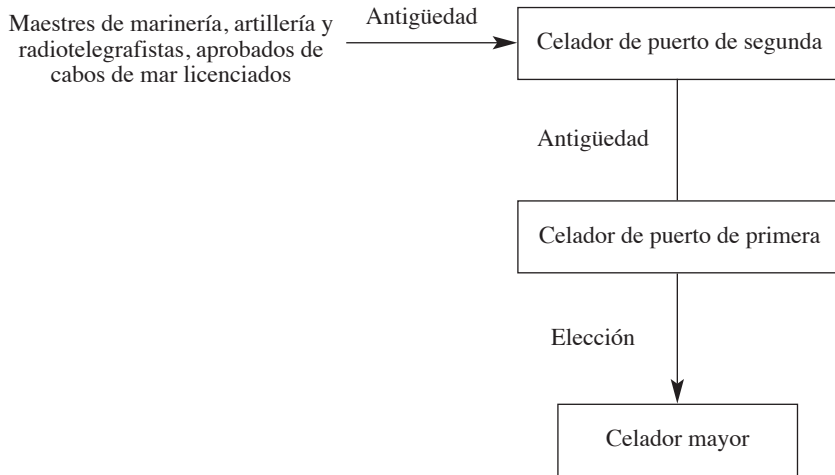 Maestres de marinería, artillería y
radiotelegrafistas, aprobados de
cabos de mar licenciados
Antigüedad
Celador de puerto de segunda
Antigüedad
Celador de puerto de primera
Elección
Celador mayor